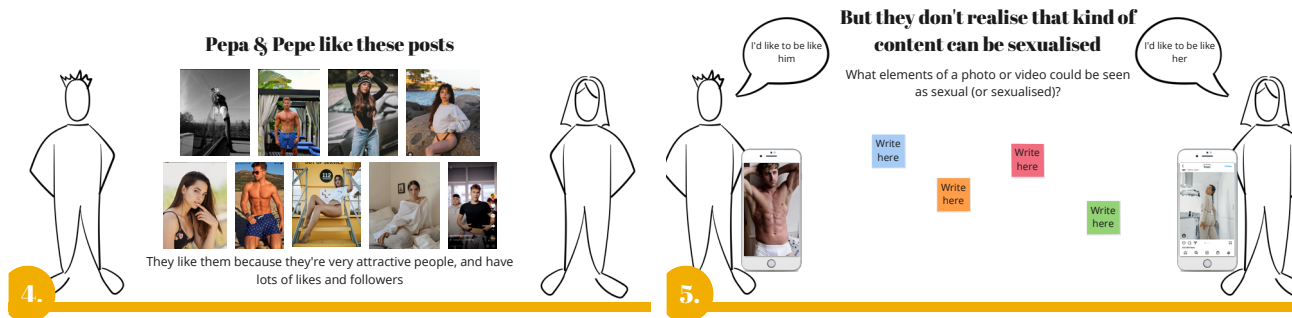 Pepa & Pepe like these posts
They like them because they're very attractive people, and have
lots of likes and followers
4.
But they don't realise that kind of
content can be sexualised
I'd like to be like
him
I'd like to be like
her
What elements of a photo or video could be seen
as sexual (or sexualised)?
Write
here
Write
here
Write
here
Write
here
5.